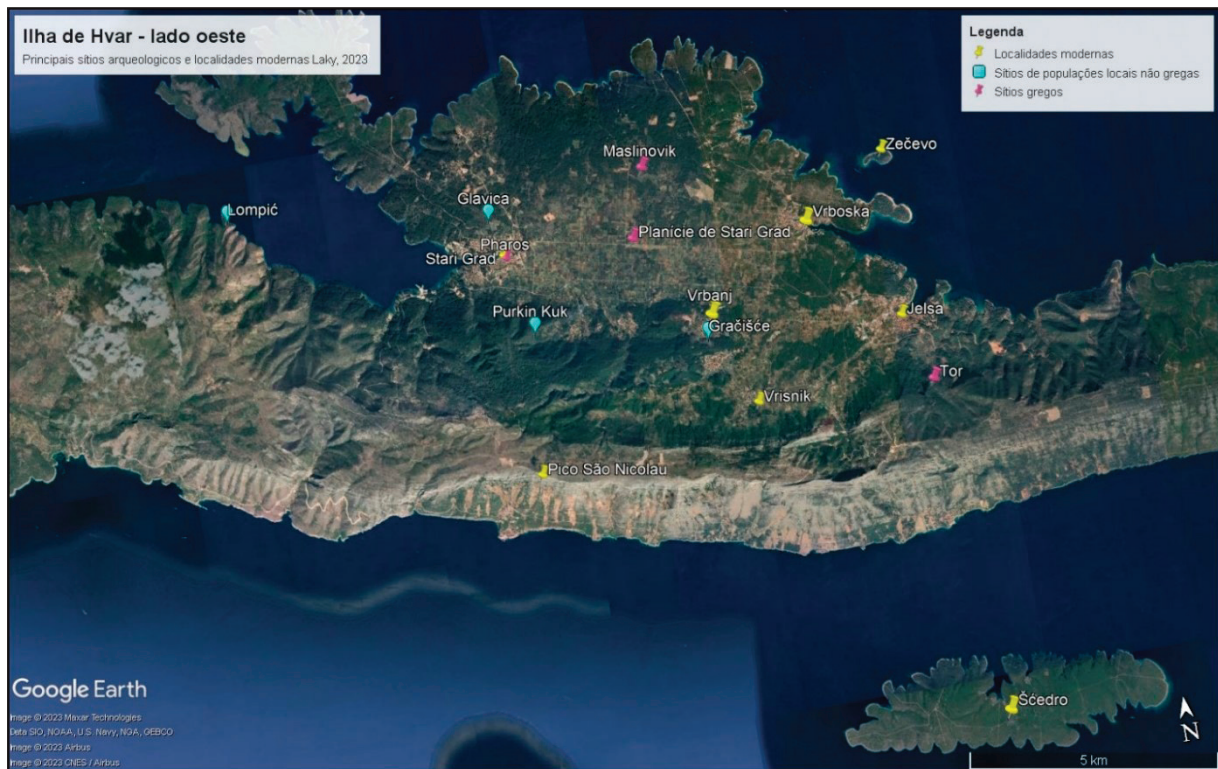 Ilha de Hvar - lado oeste
Principais sítios arqueologicos e localidades modernas Laky, 2023
Legenda
Localidades modernas
Sítios de populações locais não gregas
Sítios gregos
Zečevo
Maslinovik
Glavica
Lompić
Vrboska
Planície de Stari Grad
Pharos
Stari Grad
Vrbanj
Purkin Kuk
Gračišće
Jelsa
Tor
Vrisnik
Pico São Nicolau
Šćedro
Google Earth
Image © 2023 Maxar Technologies
Data SIO, NOAA, U.S. Navy, NGA, GEBCO
Image © 2023 Airbus
Image © 2023 CNES / Airbus
N
5 km